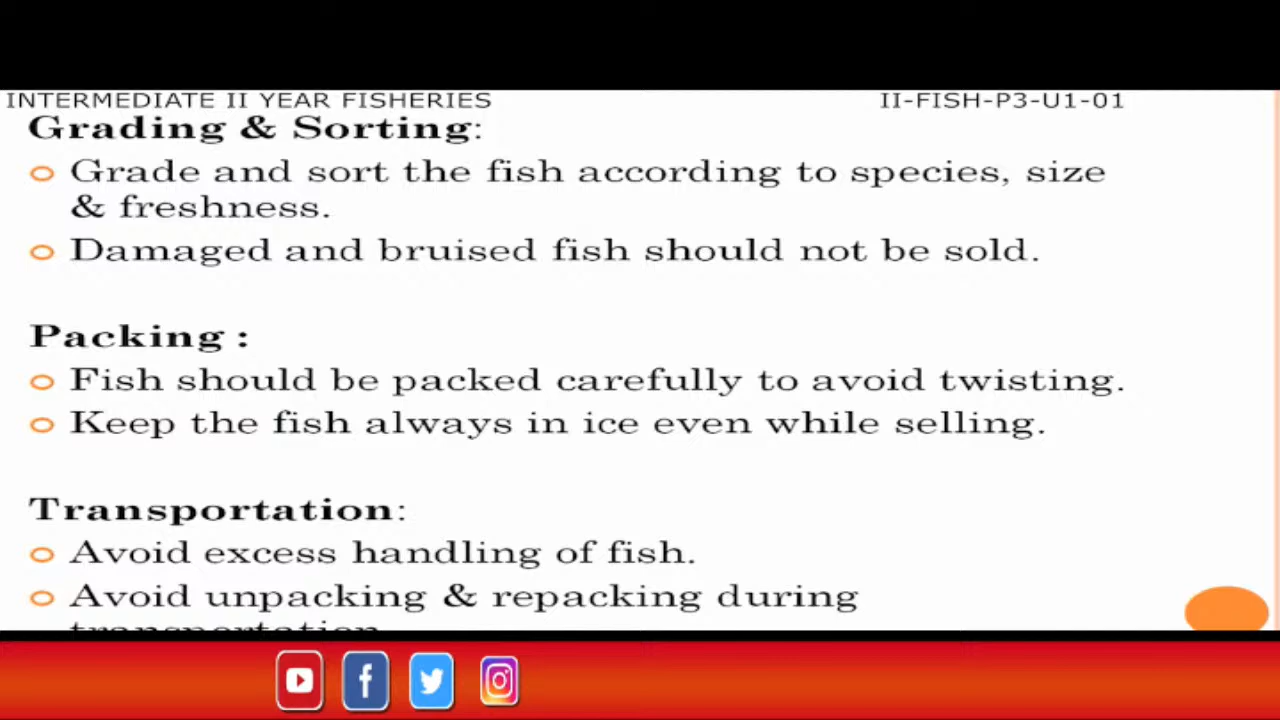 INTERMEDIATE II YEAR FISHERIES II-FISH-P3-U1-01
Grading & Sorting:
Grade and sort the fish according to species, size
& freshness.
Damaged and bruised fish should not be sold.
Packing :
Fish should be packed carefully to avoid twisting.
Keep the fish always in ice even while selling.
Transportation:
Avoid excess handling of fish.
Avoid unpacking & repacking during
transportation